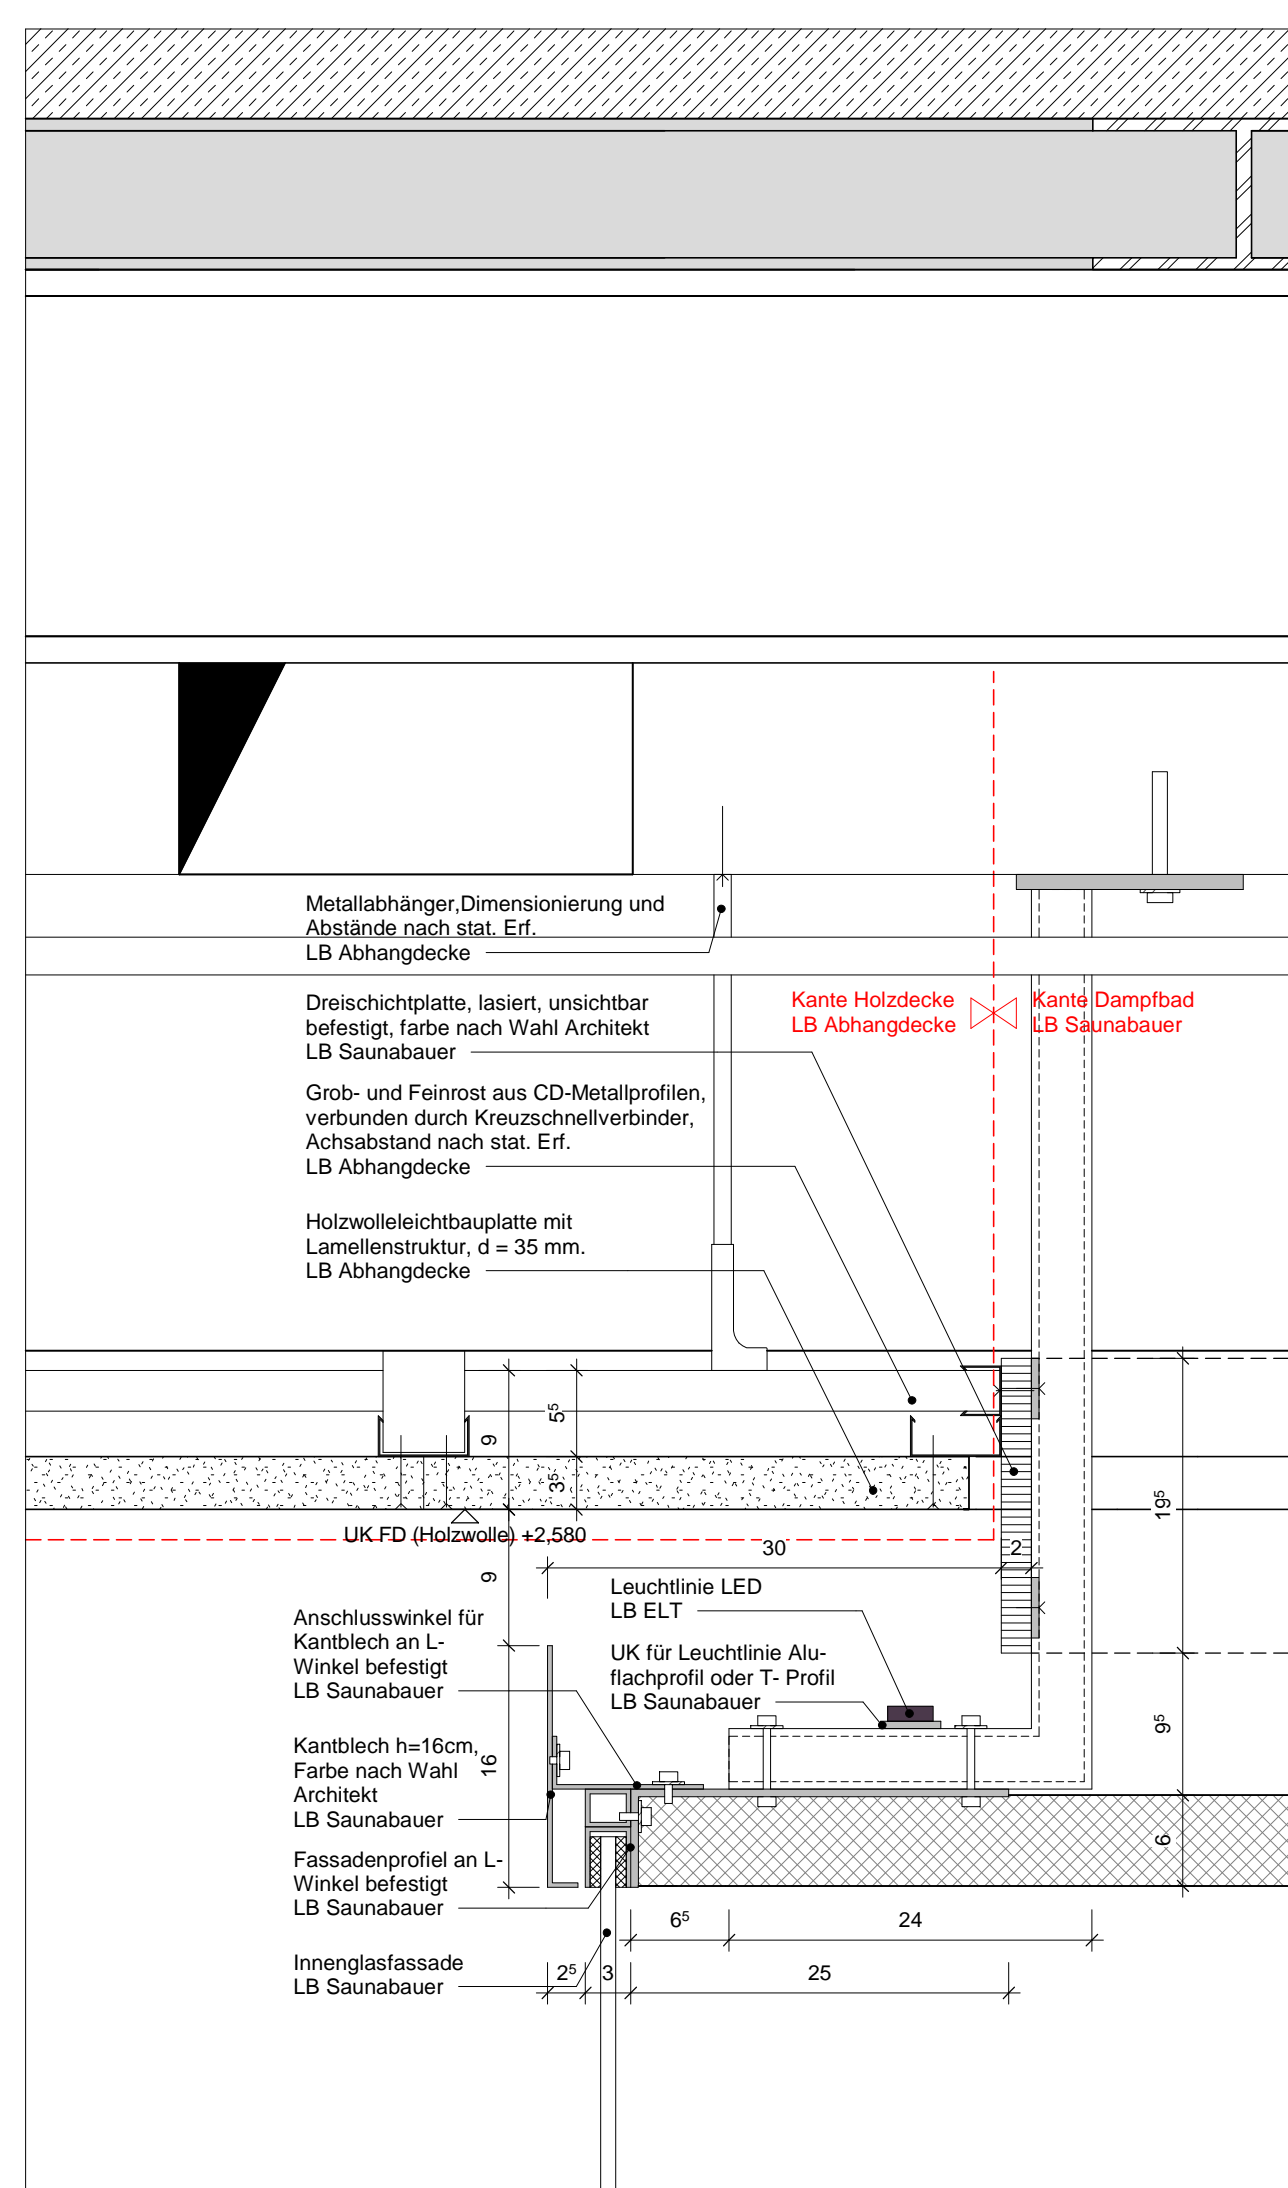 Metallabhänger,Dimensionierung und
Abstände nach stat. Erf.
LB Abhangdecke
Dreischichtplatte, lasiert, unsichtbar
befestigt, farbe nach Wahl Architekt
LB Saunabauer
Kante Holzdecke
LB Abhangdecke
Kante Dampfbad
LB Saunabauer
Grob- und Feinrost aus CD-Metallprofilen,
verbunden durch Kreuzschnellverbinder,
Achsabstand nach stat. Erf.
LB Abhangdecke
Holzwolleleichtbauplatte mit
Lamellenstruktur, d = 35 mm.
LB Abhangdecke
9
5⁵
3⁵
19⁵
UK FD (Holzwolle) +2,580
30
2
9
Leuchtlinie LED
LB ELT
UK für Leuchtlinie Alu-
flachprofil oder T- Profil
LB Saunabauer
Anschlusswinkel für
Kantblech an L-
Winkel befestigt
LB Saunabauer
9⁵
Kantblech h=16cm,
Farbe nach Wahl
Architekt
LB Saunabauer
16
6
Fassadenprofiel an L-
Winkel befestigt
LB Saunabauer
6⁵
24
Innenglasfassade
LB Saunabauer
2⁵
3
25